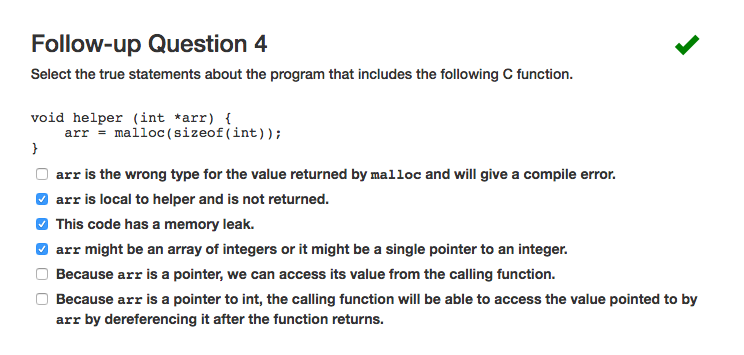 Follow-up Question 4
Select the true statements about the program that includes the following C function.
void helper (int *arr) {
    arr = malloc(sizeof(int));
}
arr is the wrong type for the value returned by malloc and will give a compile error.
arr is local to helper and is not returned.
This code has a memory leak.
arr might be an array of integers or it might be a single pointer to an integer.
Because arr is a pointer, we can access its value from the calling function.
Because arr is a pointer to int, the calling function will be able to access the value pointed to by
arr by dereferencing it after the function returns.